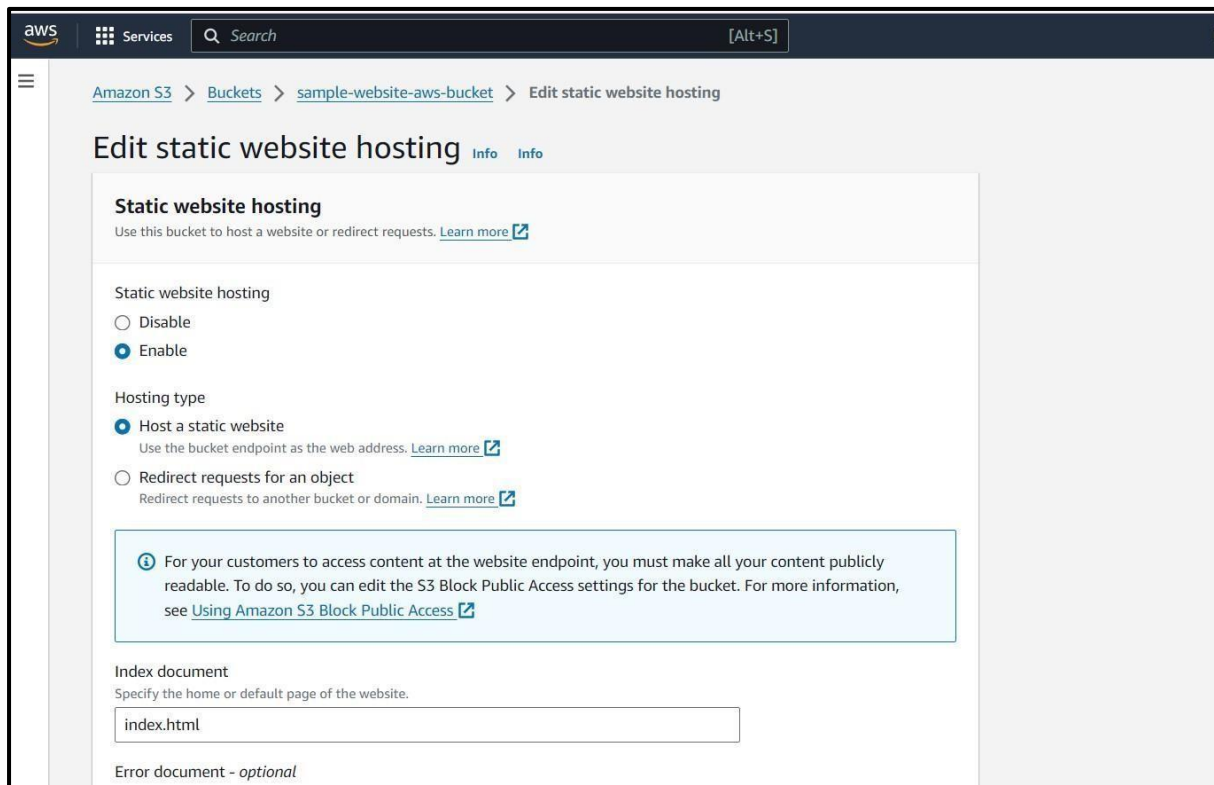 aws Services Search [Alt+S]
Amazon S3 > Buckets > sample-website-aws-bucket > Edit static website hosting
Edit static website hosting Info Info
Static website hosting
Use this bucket to host a website or redirect requests. Learn more
Static website hosting
Disable
Enable
Hosting type
Host a static website
Use the bucket endpoint as the web address. Learn more
Redirect requests for an object
Redirect requests to another bucket or domain. Learn more
For your customers to access content at the website endpoint, you must make all your content publicly
readable. To do so, you can edit the S3 Block Public Access settings for the bucket. For more information,
see Using Amazon S3 Block Public Access
Index document
Specify the home or default page of the website.
index.html
Error document - optional